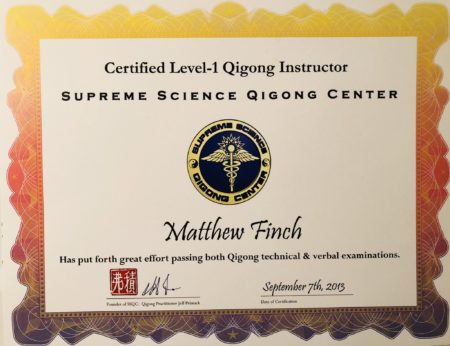 Certified Level-1 Qigong Instructor
SUPREME SCIENCE QIGONG CENTER
SUPREME SCIENCE
QIGONG CENTER
Matthew Finch
Has put forth great effort passing both Qigong technical & verbal examinations.
September 7th, 2013
Founder of SSQC: Qigong Practitioner Jeff Primack
Date of Certification